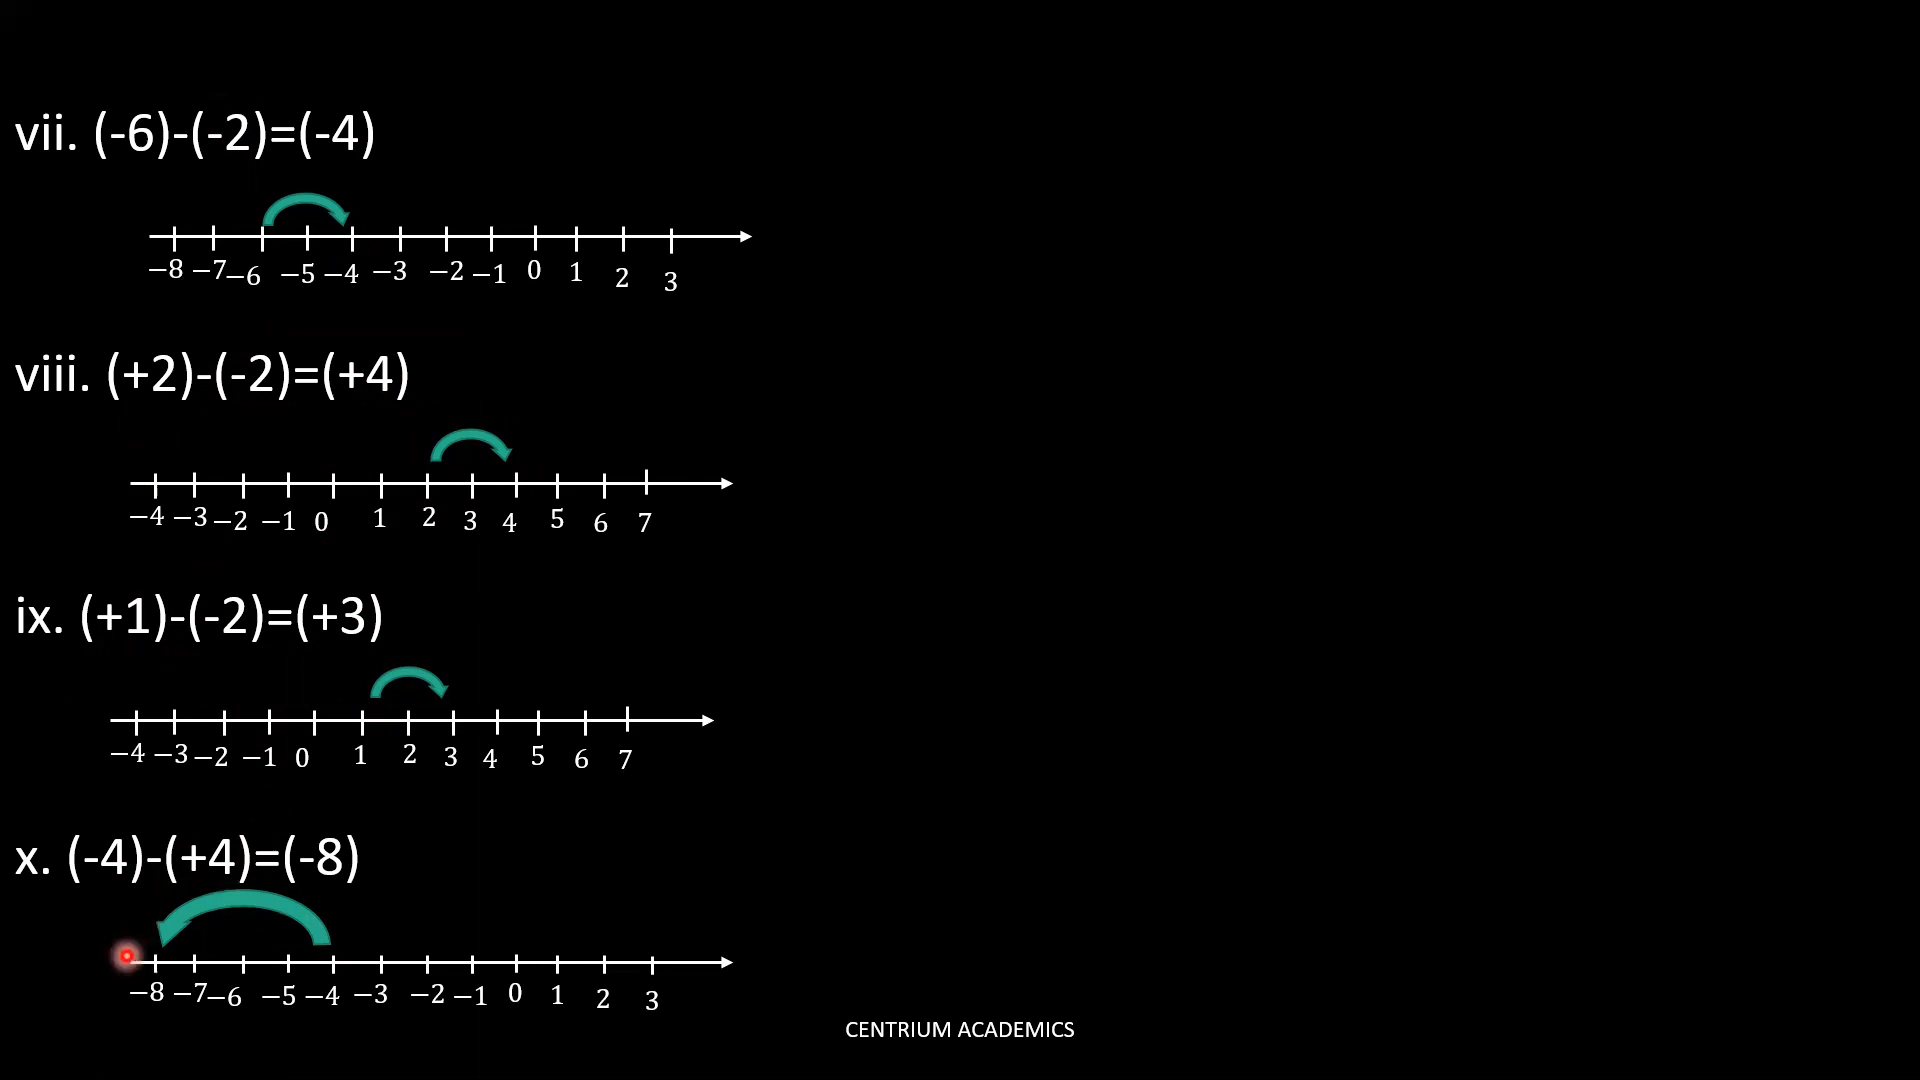 vii. (-6)-(-2)=(-4)
−8 −7 −6 −5 −4 −3 −2 −1 0 1 2 3
viii. (+2)-(-2)=(+4)
−4 −3 −2 −1 0 1 2 3 4 5 6 7
ix. (+1)-(-2)=(+3)
−4 −3 −2 −1 0 1 2 3 4 5 6 7
x. (-4)-(+4)=(-8)
−8 −7 −6 −5 −4 −3 −2 −1 0 1 2 3
CENTRIUM ACADEMICS